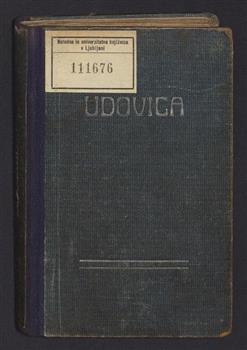 Narodna in univerzitetna knjižnica
v Ljubljani
111676
UDOVICA